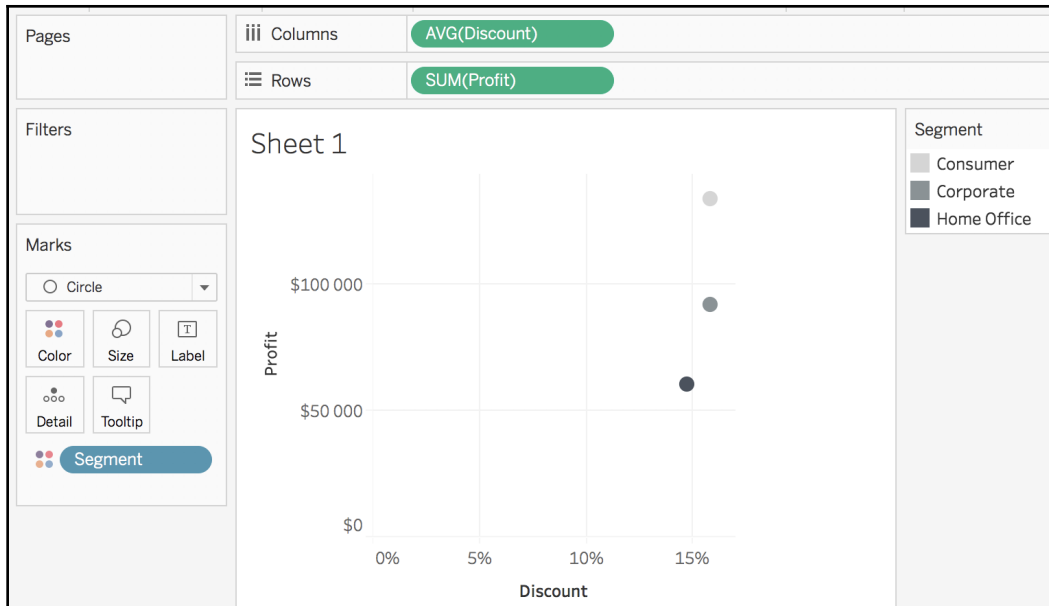 Pages
Columns
AVG(Discount)
Rows
SUM(Profit)
Filters
Marks
Circle
Color
Size
T
Label
Detail
Tooltip
Segment
Sheet 1
Profit
$100 000
$50 000
$0
0%
5%
10%
15%
Discount
Segment
Consumer
Corporate
Home Office